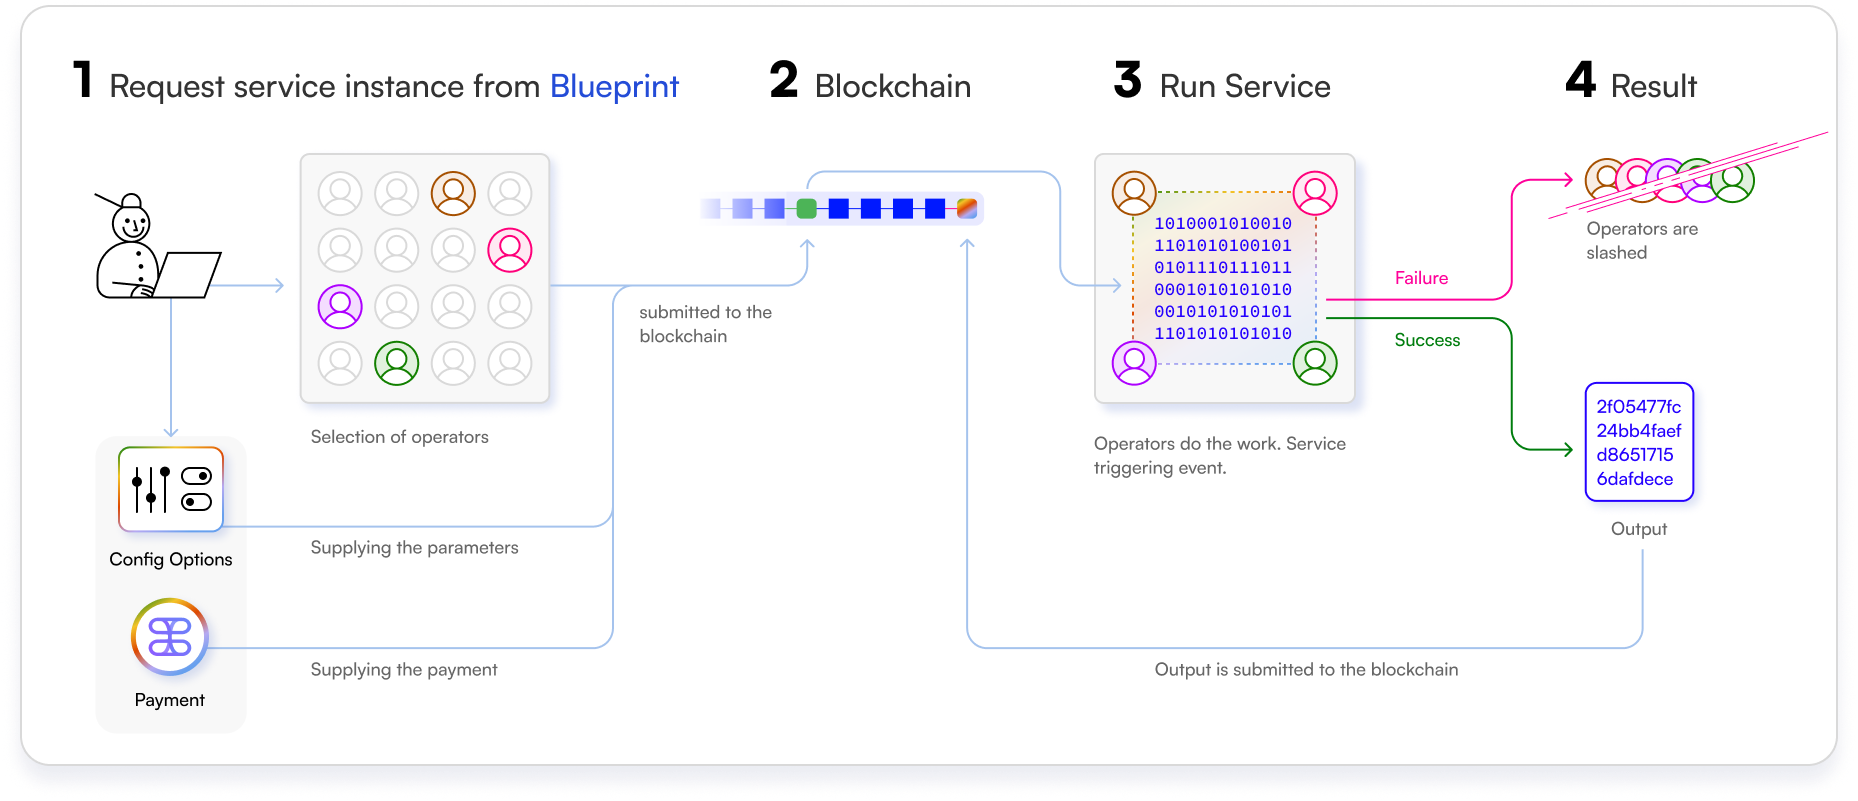 1 Request service instance from Blueprint
2 Blockchain
3 Run Service
4 Result
Selection of operators
Config Options
Payment
Supplying the parameters
Supplying the payment
submitted to the
blockchain
1010001010010
1101010100101
0101110111011
0001010101010
0010101010101
1101010101010
Operators do the work. Service
triggering event.
Failure
Success
Operators are
slashed
2f05477fc
24bb4faef
d8651715
6dafdece
Output
Output is submitted to the blockchain